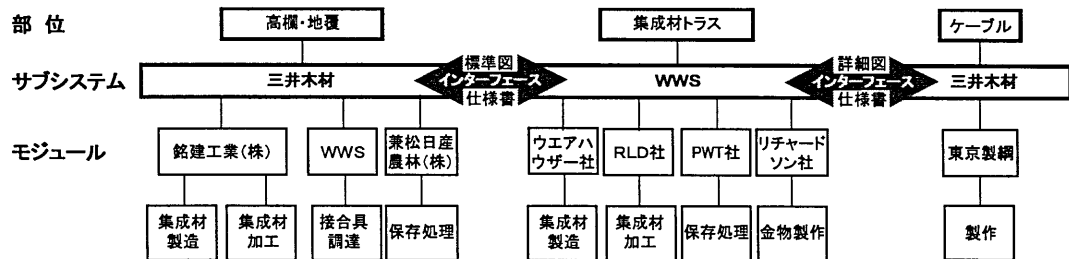 部 位
高欄・地覆
集成材トラス
ケーブル
サブシステム
三井木材
標準図
インターフェース
仕様書
WWS
詳細図
インターフェース
仕様書
三井木材
モジュール
銘建工業(株)
WWS
兼松日産
農林(株)
ウエアハ
ウザー社
RLD社
PWT社
リチャード
ソン社
東京製綱
集成材
製造
集成材
加工
接合具
調達
保存処理
集成材
製造
集成材
加工
保存処理
金物製作
製作